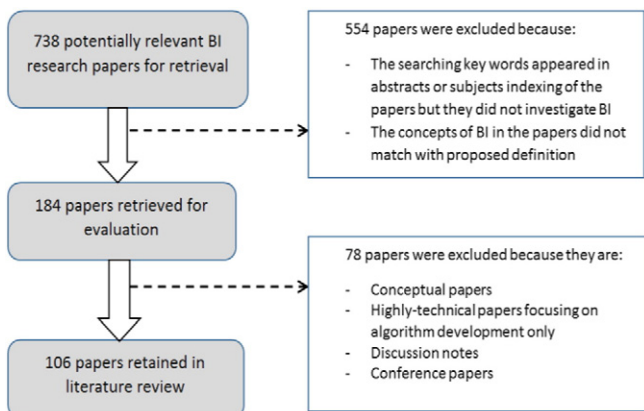 738 potentially relevant BI
research papers for retrieval
554 papers were excluded because:
- The searching key words appeared in
abstracts or subjects indexing of the
papers but they did not investigate BI
- The concepts of BI in the papers did not
match with proposed definition
184 papers retrieved for
evaluation
78 papers were excluded because they are:
- Conceptual papers
- Highly-technical papers focusing on
algorithm development only
- Discussion notes
- Conference papers
106 papers retained in
literature review